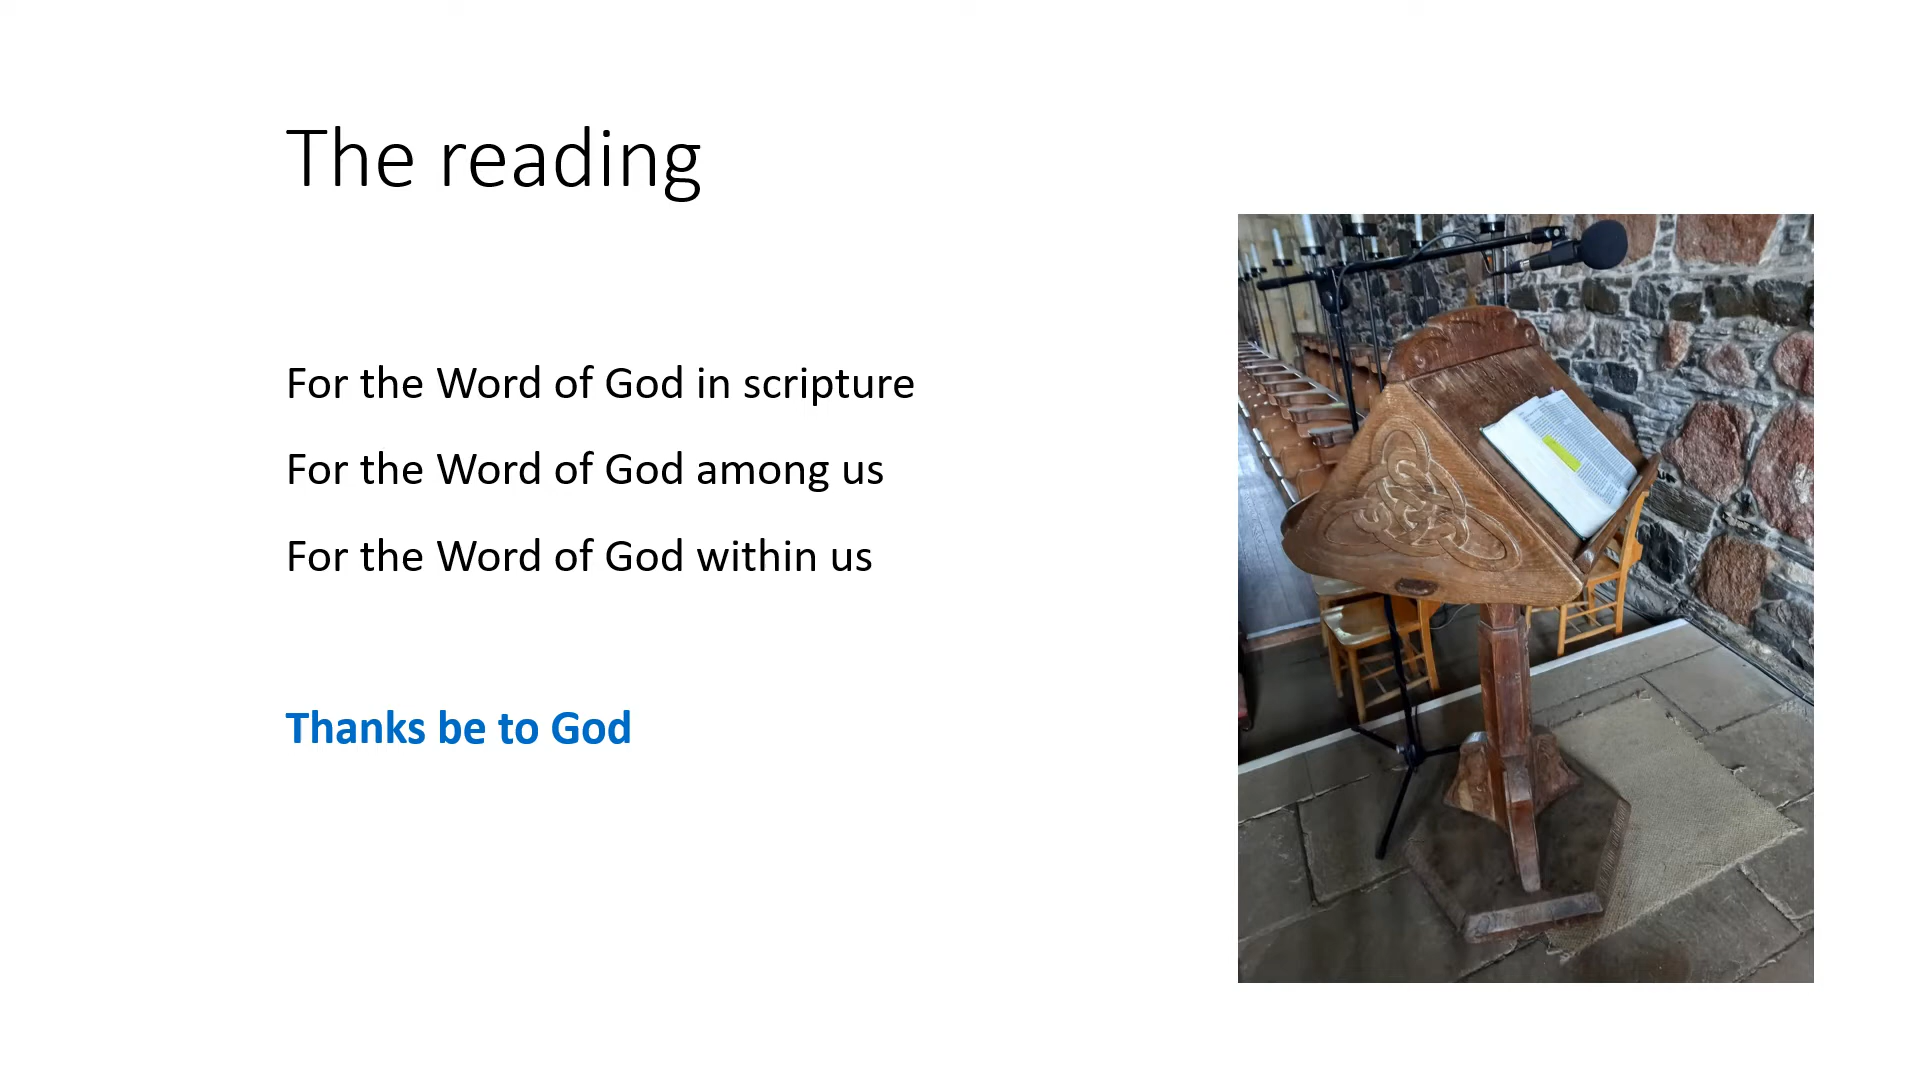 The reading
For the Word of God in scripture
For the Word of God among us
For the Word of God within us
Thanks be to God